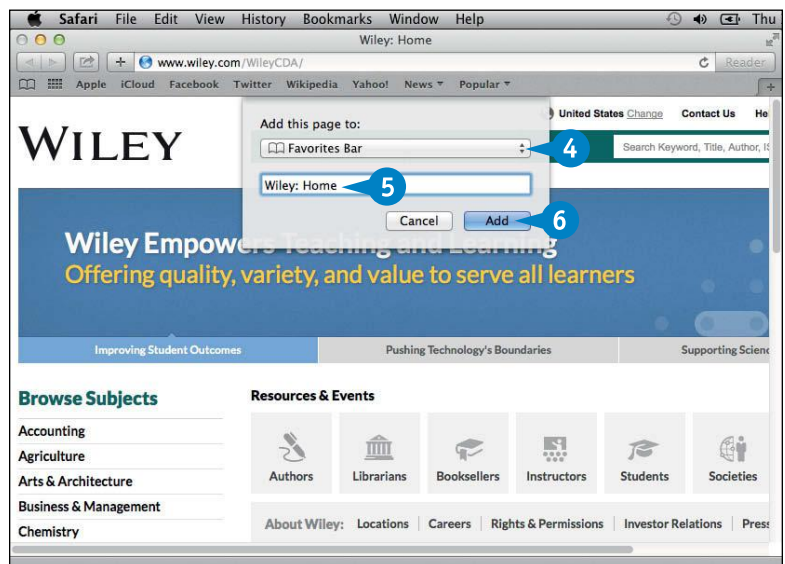 Safari File Edit View History Bookmarks Window Help Thu
Wiley: Home
www.wiley.com/WileyCDA/ Reader
Apple iCloud Facebook Twitter Wikipedia Yahoo! News Popular
United States Change Contact Us He
WILEY
Search Keyword, Title, Author, IS
Add this page to:
Favorites Bar 4
Wiley: Home 5
Cancel Add 6
Wiley Empowers Teaching and Learning
Offering quality, variety, and value to serve all learners
Improving Student Outcomes Pushing Technology's Boundaries Supporting Scienc
Browse Subjects Resources & Events
Accounting
Agriculture
Arts & Architecture
Business & Management
Chemistry
Authors Librarians Booksellers Instructors Students Societies
About Wiley: Locations Careers Rights & Permissions Investor Relations Press